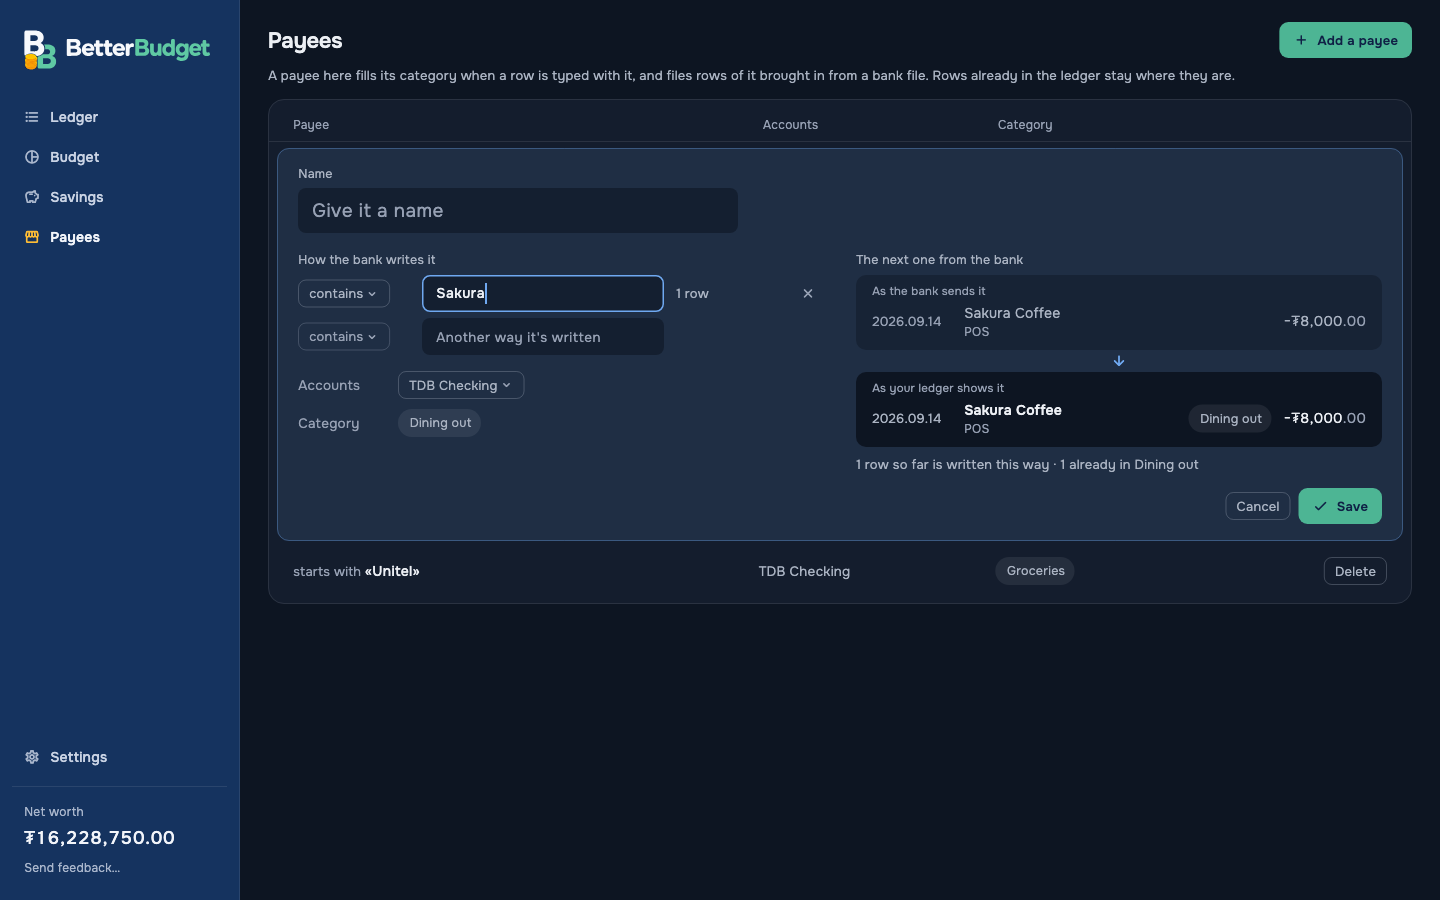 BetterBudget
Ledger
Budget
Savings
Payees
Settings
Net worth
₮16,228,750.00
Send feedback...
Payees
Add a payee
A payee here fills its category when a row is typed with it, and files rows of it brought in from a bank file. Rows already in the ledger stay where they are.
Payee Accounts Category
Name
Give it a name
How the bank writes it
contains Sakura 1 row
contains Another way it's written
Accounts TDB Checking
Category Dining out
The next one from the bank
As the bank sends it
2026.09.14 Sakura Coffee -₮8,000.00
POS
As your ledger shows it
2026.09.14 Sakura Coffee Dining out -₮8,000.00
POS
1 row so far is written this way · 1 already in Dining out
Cancel Save
starts with «Unitel» TDB Checking Groceries Delete